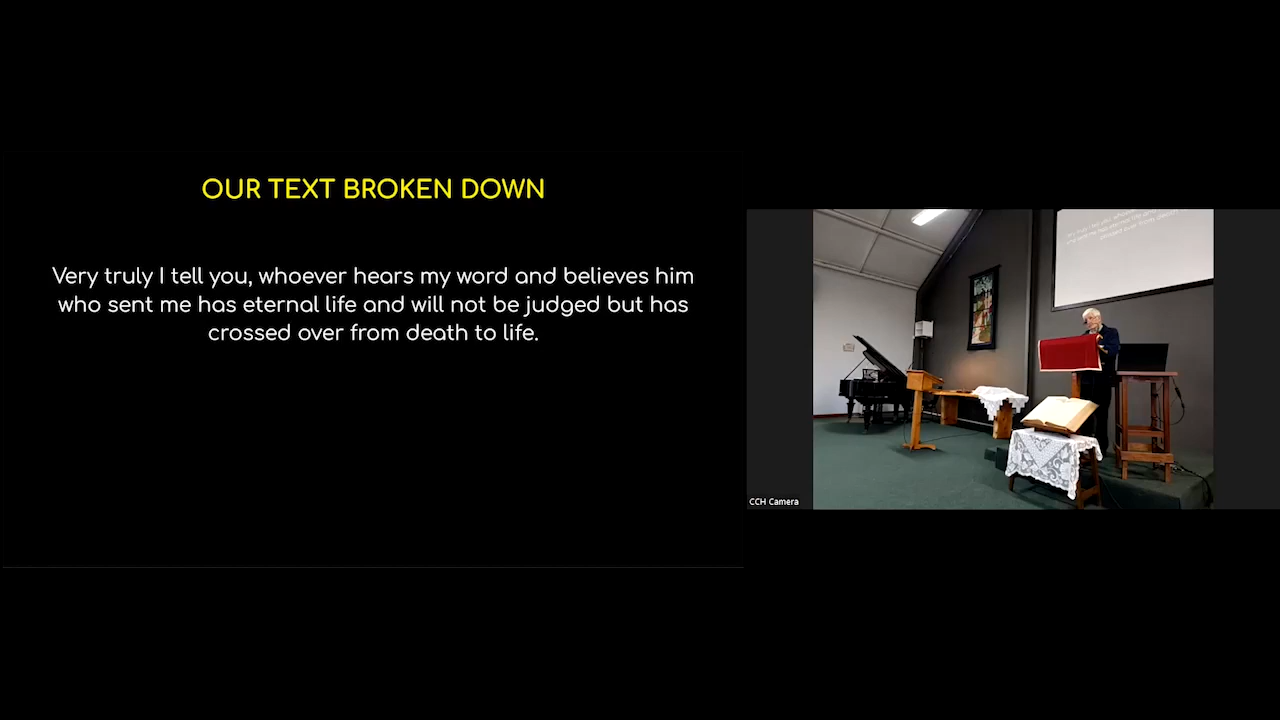 OUR TEXT BROKEN DOWN
Very truly I tell you, whoever hears my word and believes him
who sent me has eternal life and will not be judged but has
crossed over from death to life.
CCH Camera